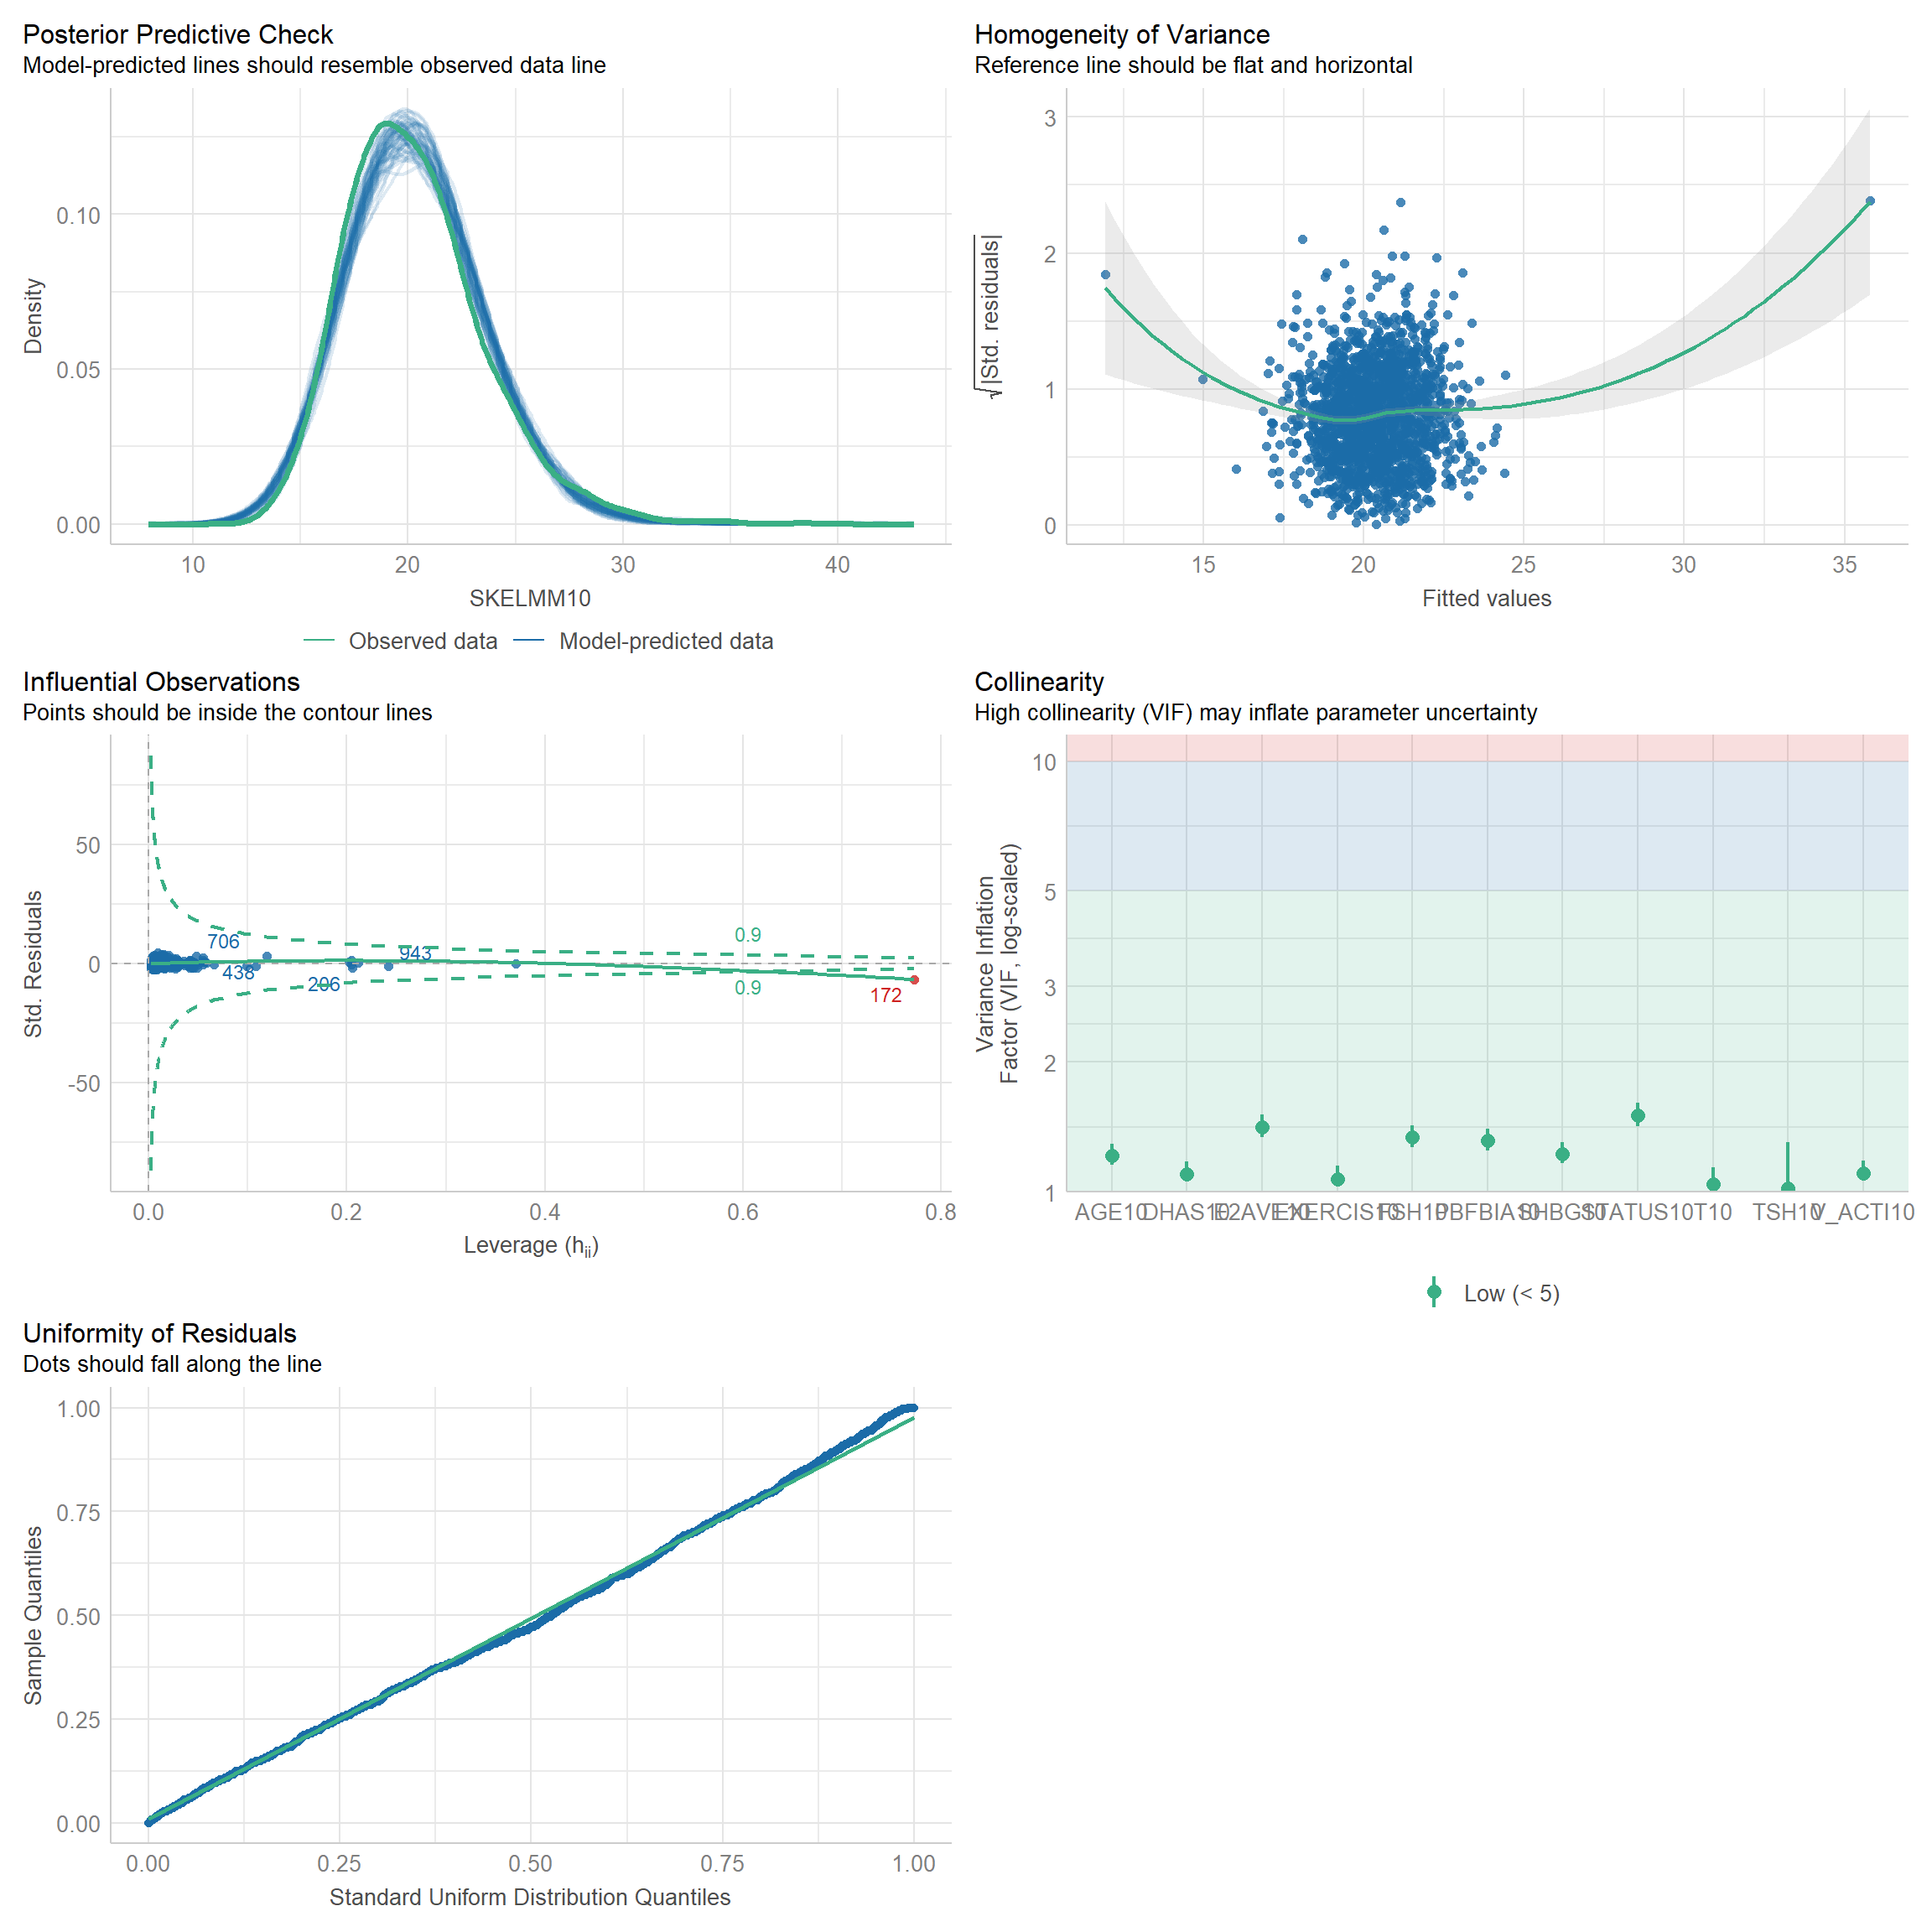 Posterior Predictive Check
Model-predicted lines should resemble observed data line
0.10
0.05
0.00
Density
10 20 30 40
SKELMM10
Observed data Model-predicted data
Homogeneity of Variance
Reference line should be flat and horizontal
3
2
1
0
√|Std. residuals|
15 20 25 30 35
Fitted values
Influential Observations
Points should be inside the contour lines
50
0
-50
Std. Residuals
706
438
206
943
0.9
0.9
172
0.0 0.2 0.4 0.6 0.8
Leverage (hii)
Collinearity
High collinearity (VIF) may inflate parameter uncertainty
10
5
3
2
1
Variance Inflation
Factor (VIF, log-scaled)
AGE10 DHAS10 E2AVE10 EXERCIS10 FSH10 PBFBIA10 SHBG10 STATUS10 T10 TSH10 V_ACTI10
Low (< 5)
Uniformity of Residuals
Dots should fall along the line
1.00
0.75
0.50
0.25
0.00
Sample Quantiles
0.00 0.25 0.50 0.75 1.00
Standard Uniform Distribution Quantiles